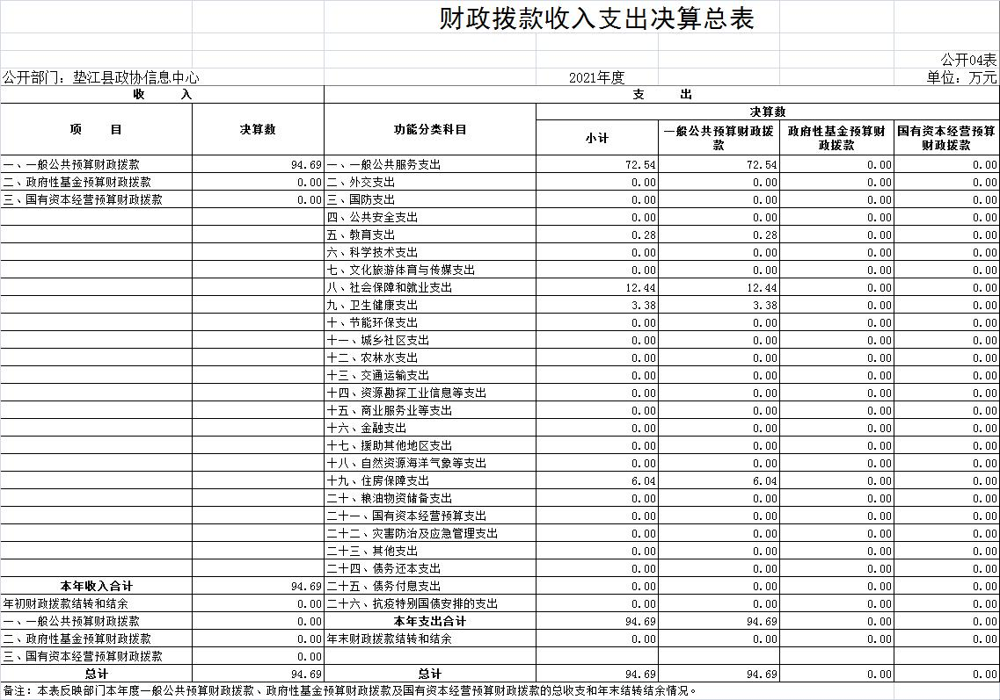 财政拨款收入支出决算总表
公开04表
公开部门：垫江县政协信息中心 2021年度 单位：万元
收 入 支 出
项 目 决算数 功能分类科目 决算数
小计 一般公共预算财政拨款 政府性基金预算财政拨款 国有资本经营预算财政拨款
一、一般公共预算财政拨款 94.69 一、一般公共服务支出 72.54 72.54 0.00 0.00
二、政府性基金预算财政拨款 0.00 二、外交支出 0.00 0.00 0.00 0.00
三、国有资本经营预算财政拨款 0.00 三、国防支出 0.00 0.00 0.00 0.00
四、公共安全支出 0.00 0.00 0.00 0.00
五、教育支出 0.28 0.28 0.00 0.00
六、科学技术支出 0.00 0.00 0.00 0.00
七、文化旅游体育与传媒支出 0.00 0.00 0.00 0.00
八、社会保障和就业支出 12.44 12.44 0.00 0.00
九、卫生健康支出 3.38 3.38 0.00 0.00
十、节能环保支出 0.00 0.00 0.00 0.00
十一、城乡社区支出 0.00 0.00 0.00 0.00
十二、农林水支出 0.00 0.00 0.00 0.00
十三、交通运输支出 0.00 0.00 0.00 0.00
十四、资源勘探工业信息等支出 0.00 0.00 0.00 0.00
十五、商业服务业等支出 0.00 0.00 0.00 0.00
十六、金融支出 0.00 0.00 0.00 0.00
十七、援助其他地区支出 0.00 0.00 0.00 0.00
十八、自然资源海洋气象等支出 0.00 0.00 0.00 0.00
十九、住房保障支出 6.04 6.04 0.00 0.00
二十、粮油物资储备支出 0.00 0.00 0.00 0.00
二十一、国有资本经营预算支出 0.00 0.00 0.00 0.00
二十二、灾害防治及应急管理支出 0.00 0.00 0.00 0.00
二十三、其他支出 0.00 0.00 0.00 0.00
二十四、债务还本支出 0.00 0.00 0.00 0.00
本年收入合计 94.69 二十五、债务付息支出 0.00 0.00 0.00 0.00
年初财政拨款结转和结余 0.00 二十六、抗疫特别国债安排的支出 0.00 0.00 0.00 0.00
一、一般公共预算财政拨款 0.00 本年支出合计 94.69 94.69 0.00 0.00
二、政府性基金预算财政拨款 0.00 年末财政拨款结转和结余 0.00 0.00 0.00 0.00
三、国有资本经营预算财政拨款 0.00
总计 94.69 总计 94.69 94.69 0.00 0.00
备注：本表反映部门本年度一般公共预算财政拨款、政府性基金预算财政拨款及国有资本经营预算财政拨款的总收支和年末结转结余情况。